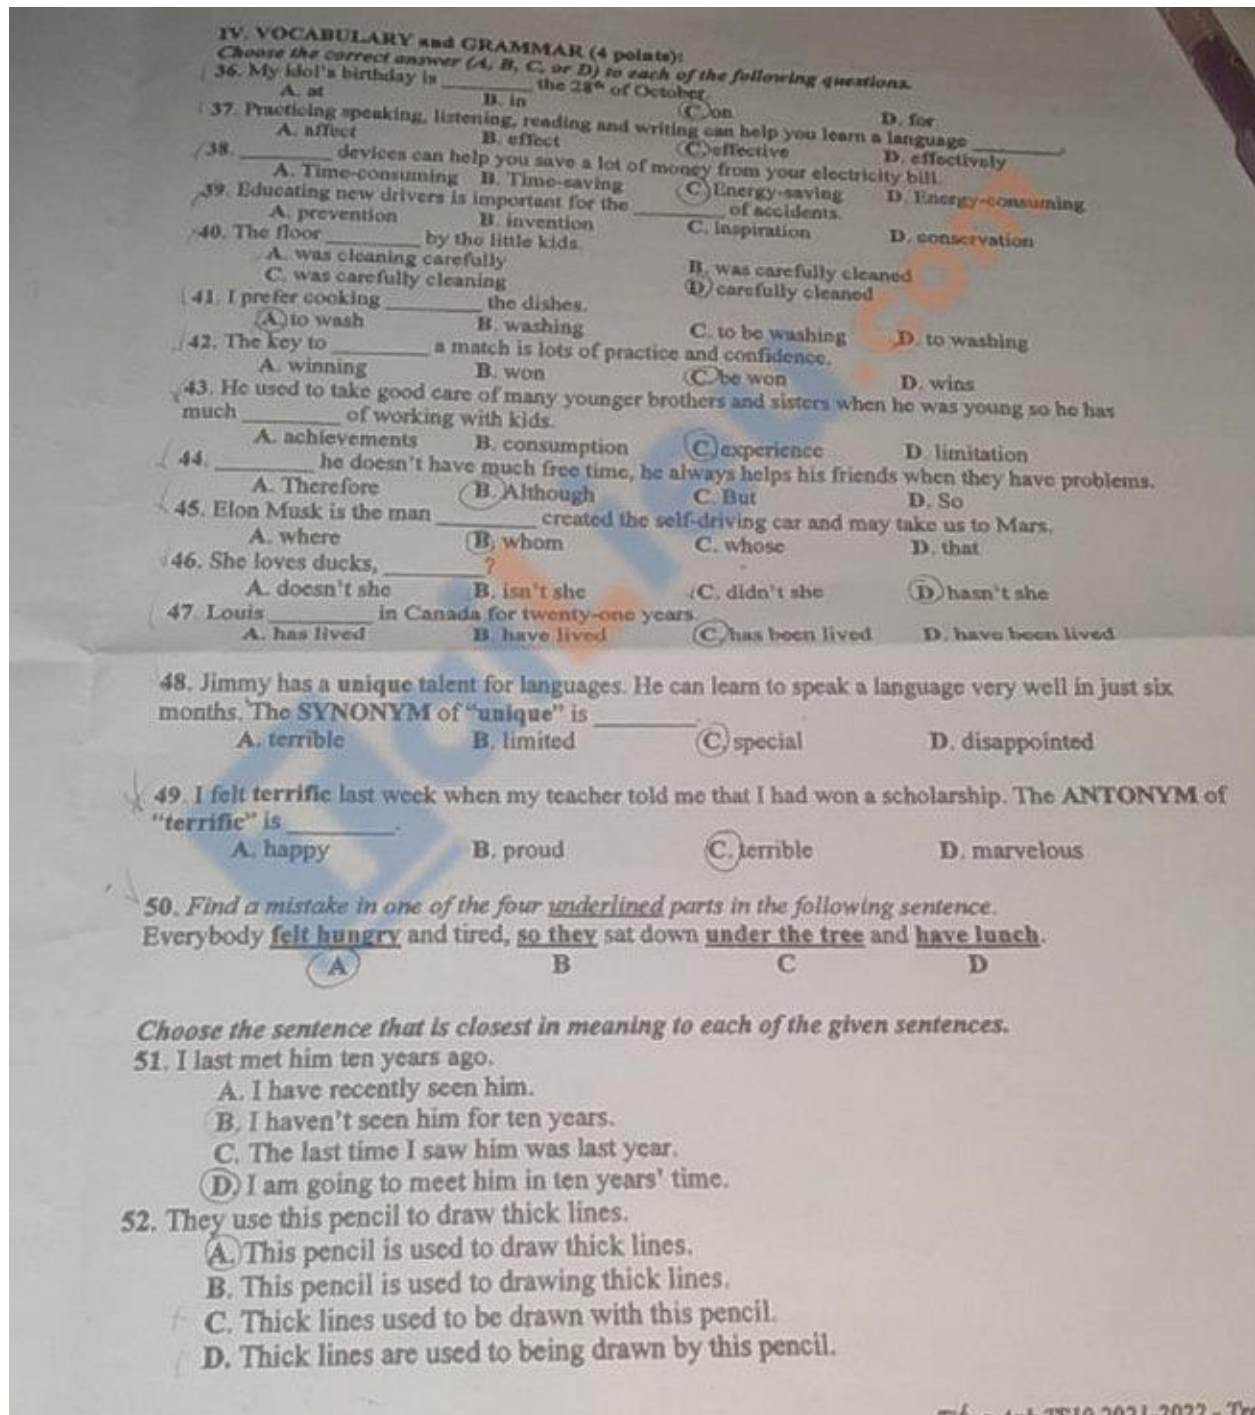 IV. VOCABULARY and GRAMMAR (4 points):
Choose the correct answer (A, B, C, or D) to each of the following questions.
36. My idol's birthday is ________ the 28th of October.
A. at B. in C. on D. for
37. Practicing speaking, listening, reading and writing can help you learn a language ________.
A. affect B. effect C. effective D. effectively
38. ________ devices can help you save a lot of money from your electricity bill.
A. Time-consuming B. Time-saving C. Energy-saving D. Energy-consuming
39. Educating new drivers is important for the ________ of accidents.
A. prevention B. invention C. inspiration D. conservation
40. The floor ________ by the little kids.
A. was cleaning carefully B. was carefully cleaned
C. was carefully cleaning D. carefully cleaned
41. I prefer cooking ________ the dishes.
A. to wash B. washing C. to be washing D. to washing
42. The key to ________ a match is lots of practice and confidence.
A. winning B. won C. be won D. wins
43. He used to take good care of many younger brothers and sisters when he was young so he has
much ________ of working with kids.
A. achievements B. consumption C. experience D. limitation
44. ________ he doesn't have much free time, he always helps his friends when they have problems.
A. Therefore B. Although C. But D. So
45. Elon Musk is the man ________ created the self-driving car and may take us to Mars.
A. where B. whom C. whose D. that
46. She loves ducks, ________?
A. doesn't she B. isn't she C. didn't she D. hasn't she
47. Louis ________ in Canada for twenty-one years.
A. has lived B. have lived C. has been lived D. have been lived
48. Jimmy has a unique talent for languages. He can learn to speak a language very well in just six
months. The SYNONYM of "unique" is ________.
A. terrible B. limited C. special D. disappointed
49. I felt terrific last week when my teacher told me that I had won a scholarship. The ANTONYM of
"terrific" is ________.
A. happy B. proud C. terrible D. marvelous
50. Find a mistake in one of the four underlined parts in the following sentence.
Everybody felt hungry and tired, so they sat down under the tree and have lunch.
A B C D
Choose the sentence that is closest in meaning to each of the given sentences.
51. I last met him ten years ago.
A. I have recently seen him.
B. I haven't seen him for ten years.
C. The last time I saw him was last year.
D. I am going to meet him in ten years' time.
52. They use this pencil to draw thick lines.
A. This pencil is used to draw thick lines.
B. This pencil is used to drawing thick lines.
C. Thick lines used to be drawn with this pencil.
D. Thick lines are used to being drawn by this pencil.
TS10 2021-2022